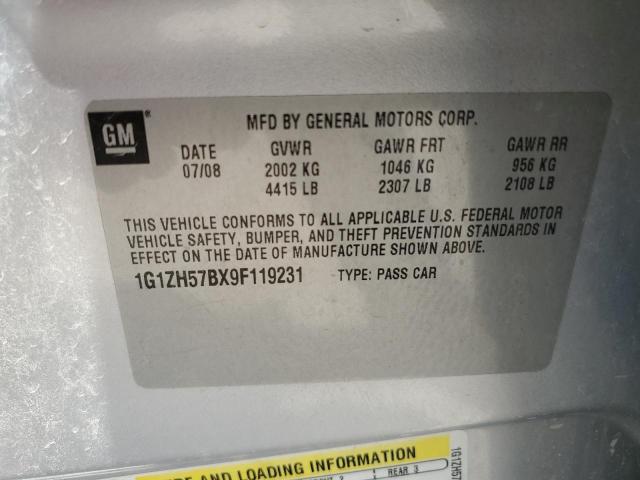 GM
MFD BY GENERAL MOTORS CORP.
DATE GVWR GAWR FRT GAWR RR
07/08 2002 KG 1046 KG 956 KG
4415 LB 2307 LB 2108 LB
THIS VEHICLE CONFORMS TO ALL APPLICABLE U.S. FEDERAL MOTOR
VEHICLE SAFETY, BUMPER, AND THEFT PREVENTION STANDARDS IN
EFFECT ON THE DATE OF MANUFACTURE SHOWN ABOVE.
1G1ZH57BX9F119231 TYPE: PASS CAR
AND LOADING INFORMATION
REAR 3
1G1ZH57